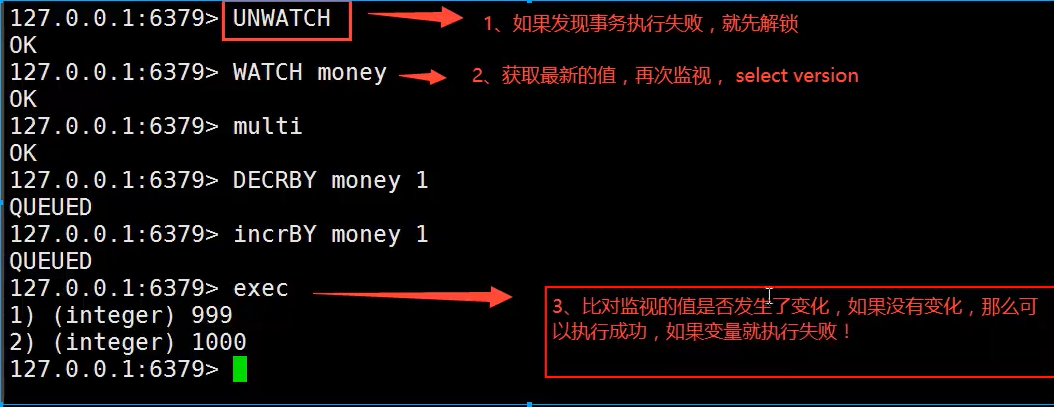 127.0.0.1:6379> UNWATCH
1、如果发现事务执行失败，就先解锁
OK
127.0.0.1:6379> WATCH money
2、获取最新的值，再次监视， select version
OK
127.0.0.1:6379> multi
OK
127.0.0.1:6379> DECRBY money 1
QUEUED
127.0.0.1:6379> incrBY money 1
QUEUED
127.0.0.1:6379> exec
3、比对监视的值是否发生了变化，如果没有变化，那么可
以执行成功，如果变量就执行失败！
1) (integer) 999
2) (integer) 1000
127.0.0.1:6379>